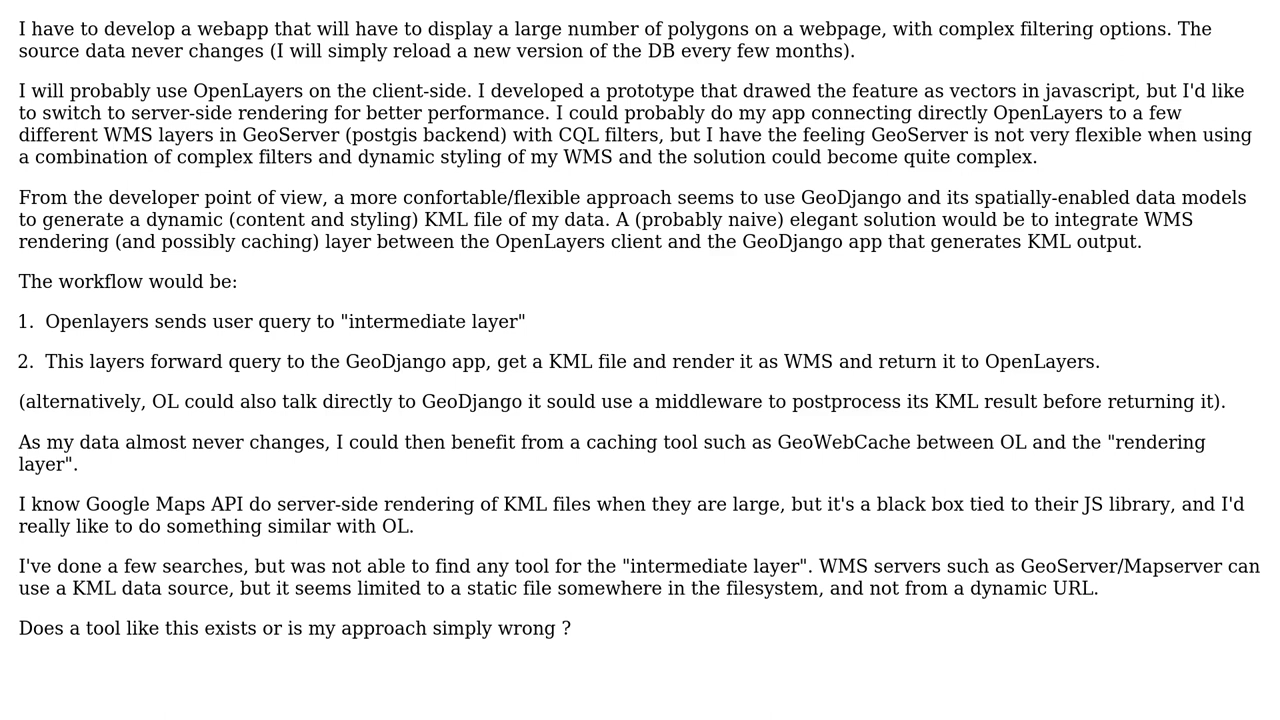 I have to develop a webapp that will have to display a large number of polygons on a webpage, with complex filtering options. The
source data never changes (I will simply reload a new version of the DB every few months).
I will probably use OpenLayers on the client-side. I developed a prototype that drawed the feature as vectors in javascript, but I'd like
to switch to server-side rendering for better performance. I could probably do my app connecting directly OpenLayers to a few
different WMS layers in GeoServer (postgis backend) with CQL filters, but I have the feeling GeoServer is not very flexible when using
a combination of complex filters and dynamic styling of my WMS and the solution could become quite complex.
From the developer point of view, a more confortable/flexible approach seems to use GeoDjango and its spatially-enabled data models
to generate a dynamic (content and styling) KML file of my data. A (probably naive) elegant solution would be to integrate WMS
rendering (and possibly caching) layer between the OpenLayers client and the GeoDjango app that generates KML output.
The workflow would be:
1. Openlayers sends user query to "intermediate layer"
2. This layers forward query to the GeoDjango app, get a KML file and render it as WMS and return it to OpenLayers.
(alternatively, OL could also talk directly to GeoDjango it sould use a middleware to postprocess its KML result before returning it).
As my data almost never changes, I could then benefit from a caching tool such as GeoWebCache between OL and the "rendering
layer".
I know Google Maps API do server-side rendering of KML files when they are large, but it's a black box tied to their JS library, and I'd
really like to do something similar with OL.
I've done a few searches, but was not able to find any tool for the "intermediate layer". WMS servers such as GeoServer/Mapserver can
use a KML data source, but it seems limited to a static file somewhere in the filesystem, and not from a dynamic URL.
Does a tool like this exists or is my approach simply wrong ?